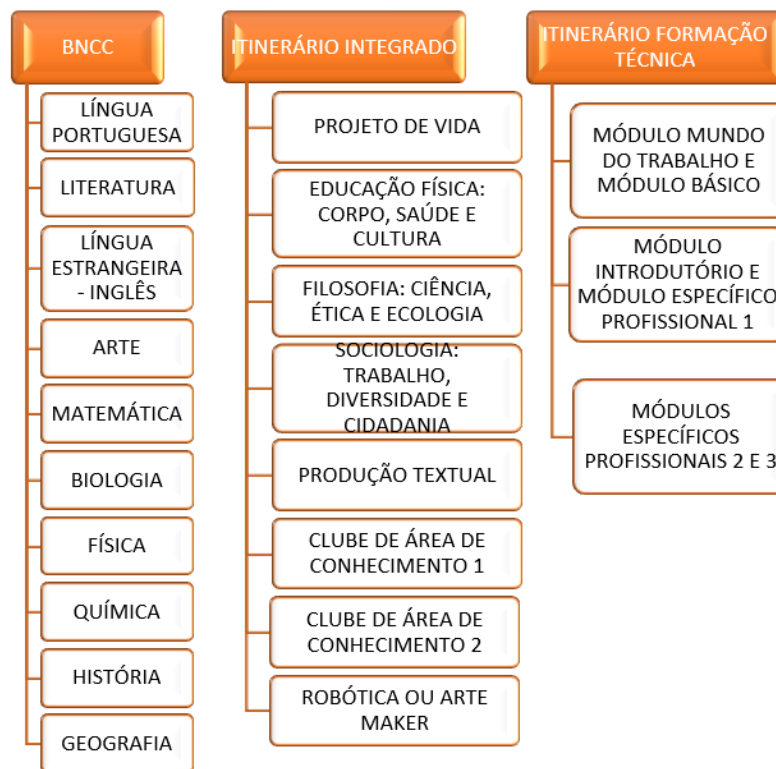 BNCC
LÍNGUA
PORTUGUESA
LITERATURA
LÍNGUA
ESTRANGEIRA
- INGLÊS
ARTE
MATEMÁTICA
BIOLOGIA
FÍSICA
QUÍMICA
HISTÓRIA
GEOGRAFIA
ITINERÁRIO INTEGRADO
PROJETO DE VIDA
EDUCAÇÃO FÍSICA:
CORPO, SAÚDE E
CULTURA
FILOSOFIA: CIÊNCIA,
ÉTICA E ECOLOGIA
SOCIOLOGIA:
TRABALHO,
DIVERSIDADE E
CIDADANIA
PRODUÇÃO TEXTUAL
CLUBE DE ÁREA DE
CONHECIMENTO 1
CLUBE DE ÁREA DE
CONHECIMENTO 2
ROBÓTICA OU ARTE
MAKER
ITINERÁRIO FORMAÇÃO
TÉCNICA
MÓDULO MUNDO
DO TRABALHO E
MÓDULO BÁSICO
MÓDULO
INTRODUTÓRIO E
MÓDULO ESPECÍFICO
PROFISSIONAL 1
MÓDULOS
ESPECÍFICOS
PROFISSIONAIS 2 E 3